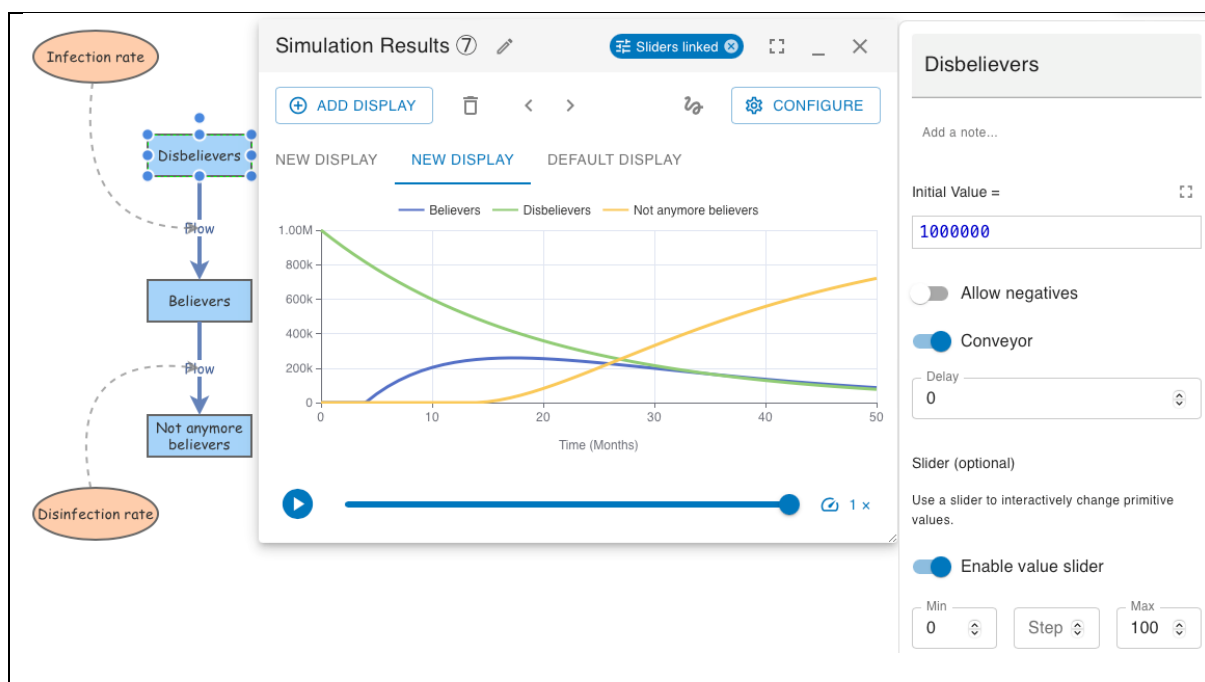 Infection rate
Disbelievers
Flow
Believers
Flow
Not anymore
believers
Disinfection rate
Simulation Results ⑦
Sliders linked
ADD DISPLAY
CONFIGURE
NEW DISPLAY
NEW DISPLAY
DEFAULT DISPLAY
Believers
Disbelievers
Not anymore believers
1.00M
800k
600k
400k
200k
0
0
10
20
30
40
50
Time (Months)
1 ×
Disbelievers
Add a note...
Initial Value =
1000000
Allow negatives
Conveyor
Delay
0
Slider (optional)
Use a slider to interactively change primitive
values.
Enable value slider
Min
0
Step
Max
100